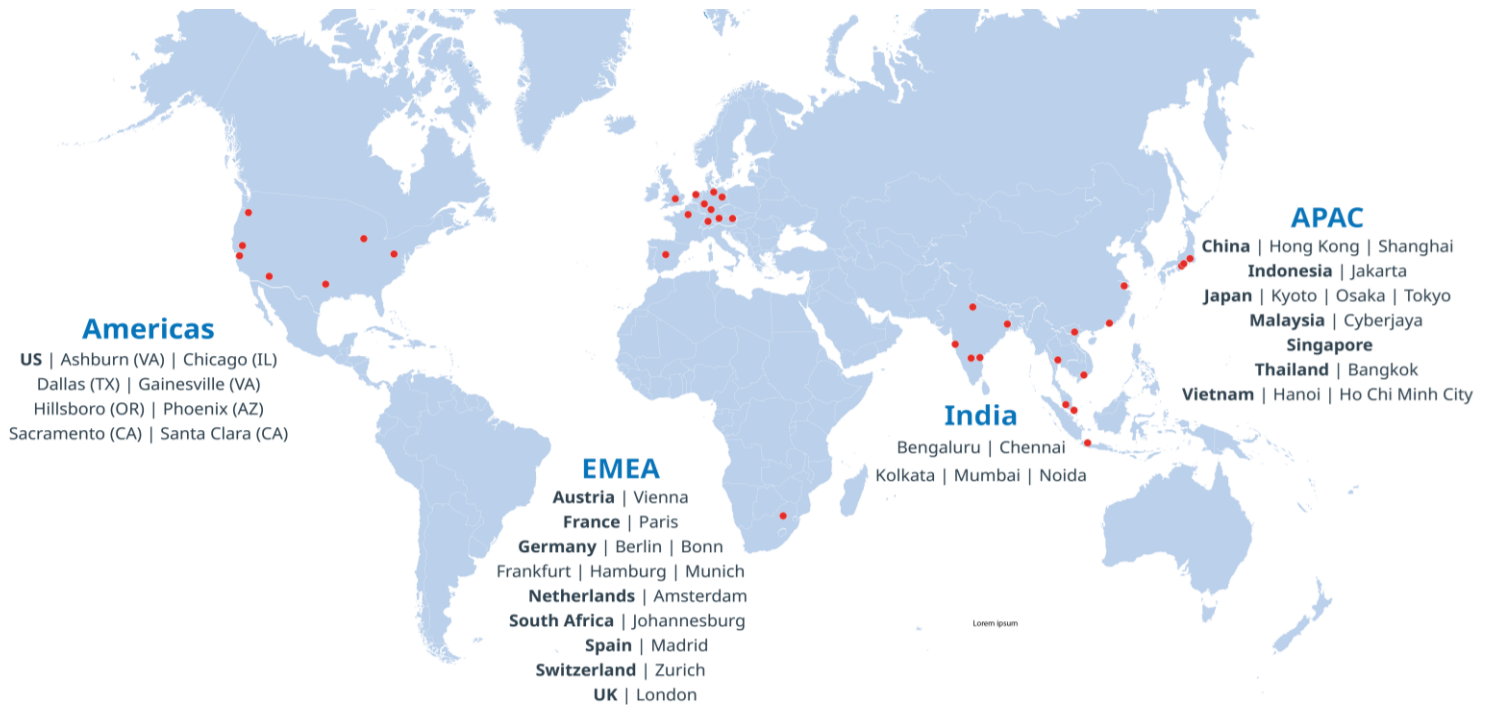 Americas
US | Ashburn (VA) | Chicago (IL)
Dallas (TX) | Gainesville (VA)
Hillsboro (OR) | Phoenix (AZ)
Sacramento (CA) | Santa Clara (CA)
EMEA
Austria | Vienna
France | Paris
Germany | Berlin | Bonn
Frankfurt | Hamburg | Munich
Netherlands | Amsterdam
South Africa | Johannesburg
Spain | Madrid
Switzerland | Zurich
UK | London
India
Bengaluru | Chennai
Kolkata | Mumbai | Noida
APAC
China | Hong Kong | Shanghai
Indonesia | Jakarta
Japan | Kyoto | Osaka | Tokyo
Malaysia | Cyberjaya
Singapore
Thailand | Bangkok
Vietnam | Hanoi | Ho Chi Minh City
Lorem ipsum